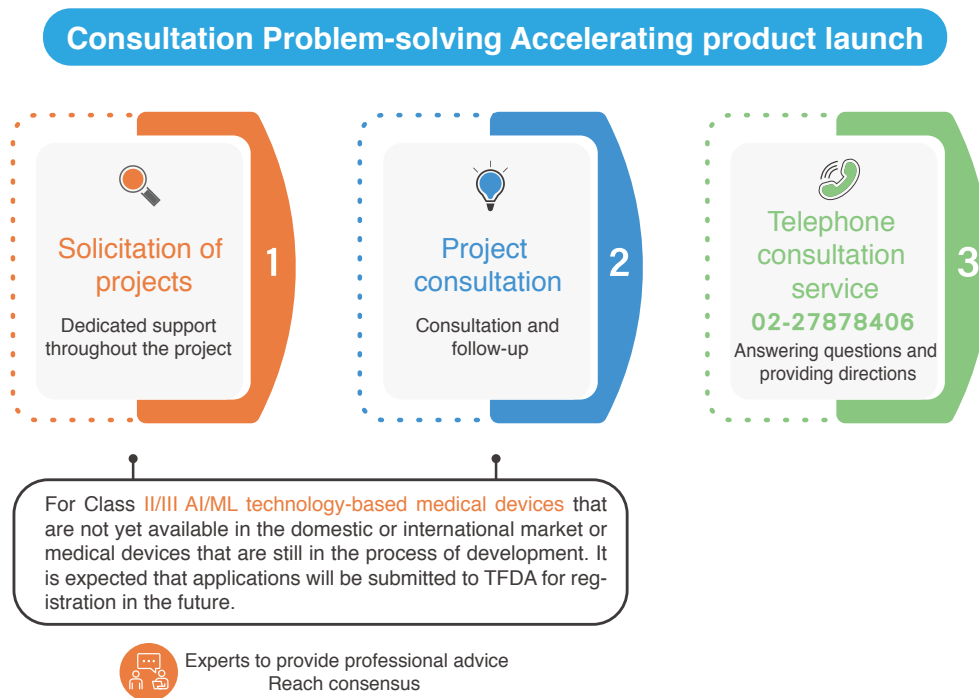 Consultation Problem-solving Accelerating product launch
Solicitation of
projects
Dedicated support
throughout the project
1
Project
consultation
Consultation and
follow-up
2
Telephone
consultation
service
02-27878406
Answering questions and
providing directions
3
For Class II/III AI/ML technology-based medical devices that
are not yet available in the domestic or international market or
medical devices that are still in the process of development. It
is expected that applications will be submitted to TFDA for reg-
istration in the future.
Experts to provide professional advice
Reach consensus